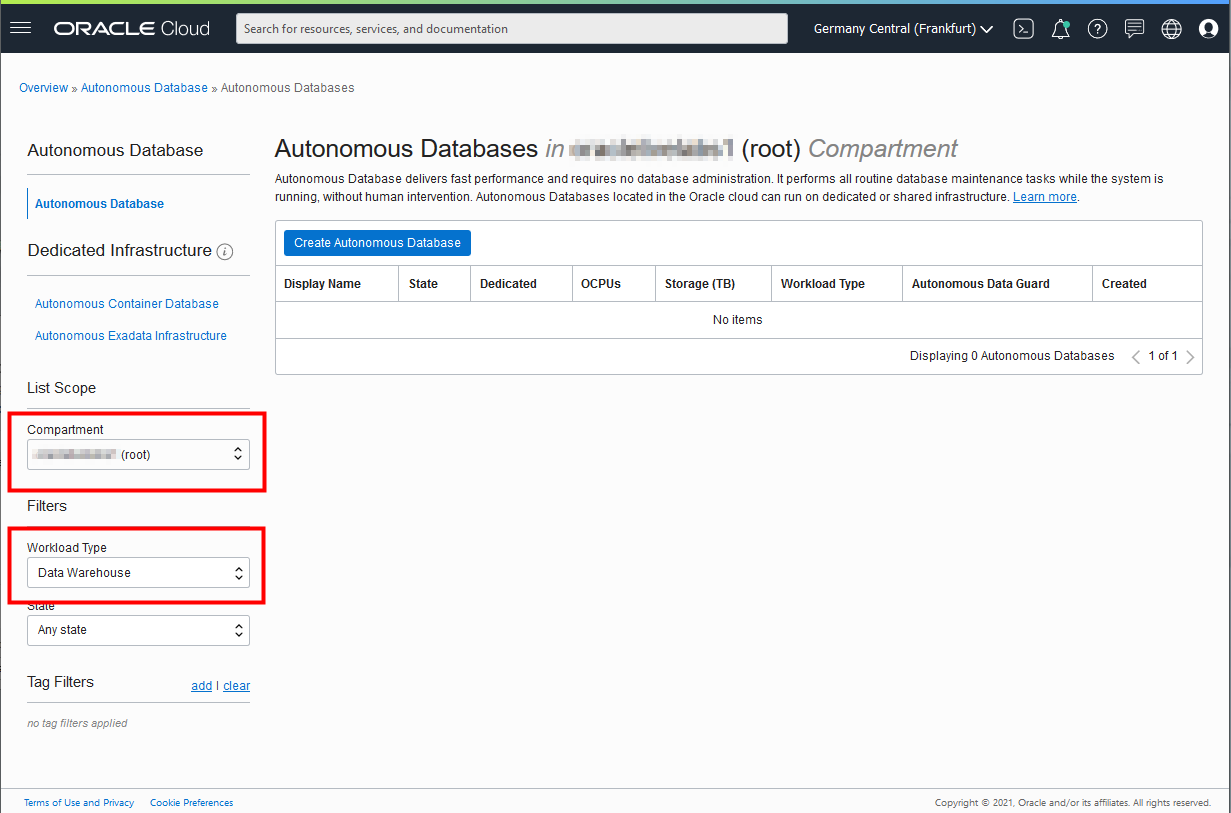 ORACLE Cloud
Search for resources, services, and documentation
Germany Central (Frankfurt)
Overview » Autonomous Database » Autonomous Databases
Autonomous Database
Autonomous Database
Dedicated Infrastructure i
Autonomous Container Database
Autonomous Exadata Infrastructure
List Scope
Compartment
(root)
Filters
Workload Type
Data Warehouse
State
Any state
Tag Filters
add | clear
no tag filters applied
Autonomous Databases in (root) Compartment
Autonomous Database delivers fast performance and requires no database administration. It performs all routine database maintenance tasks while the system is
running, without human intervention. Autonomous Databases located in the Oracle cloud can run on dedicated or shared infrastructure. Learn more.
Create Autonomous Database
Display Name State Dedicated OCPUs Storage (TB) Workload Type Autonomous Data Guard Created
No items
Displaying 0 Autonomous Databases < 1 of 1 >
Terms of Use and Privacy Cookie Preferences
Copyright © 2021, Oracle and/or its affiliates. All rights reserved.